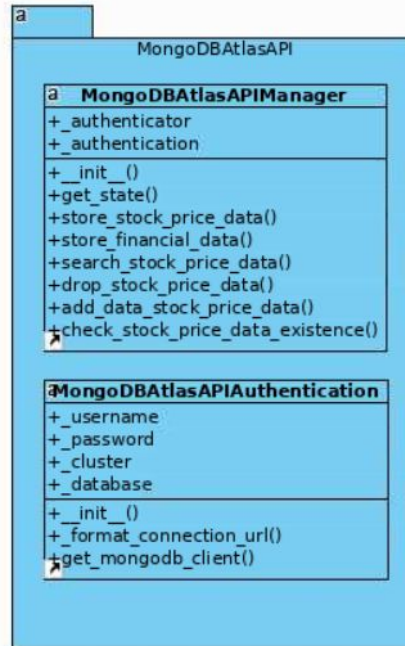 a
MongoDBAtlasAPI
a
MongoDBAtlasAPIManager
+_authenticator
+_authentication
+__init__()
+get_state()
+store_stock_price_data()
+store_financial_data()
+search_stock_price_data()
+drop_stock_price_data()
+add_data_stock_price_data()
+check_stock_price_data_existence()
a
MongoDBAtlasAPIAuthentication
+_username
+_password
+_cluster
+_database
+__init__()
+_format_connection_url()
+get_mongodb_client()